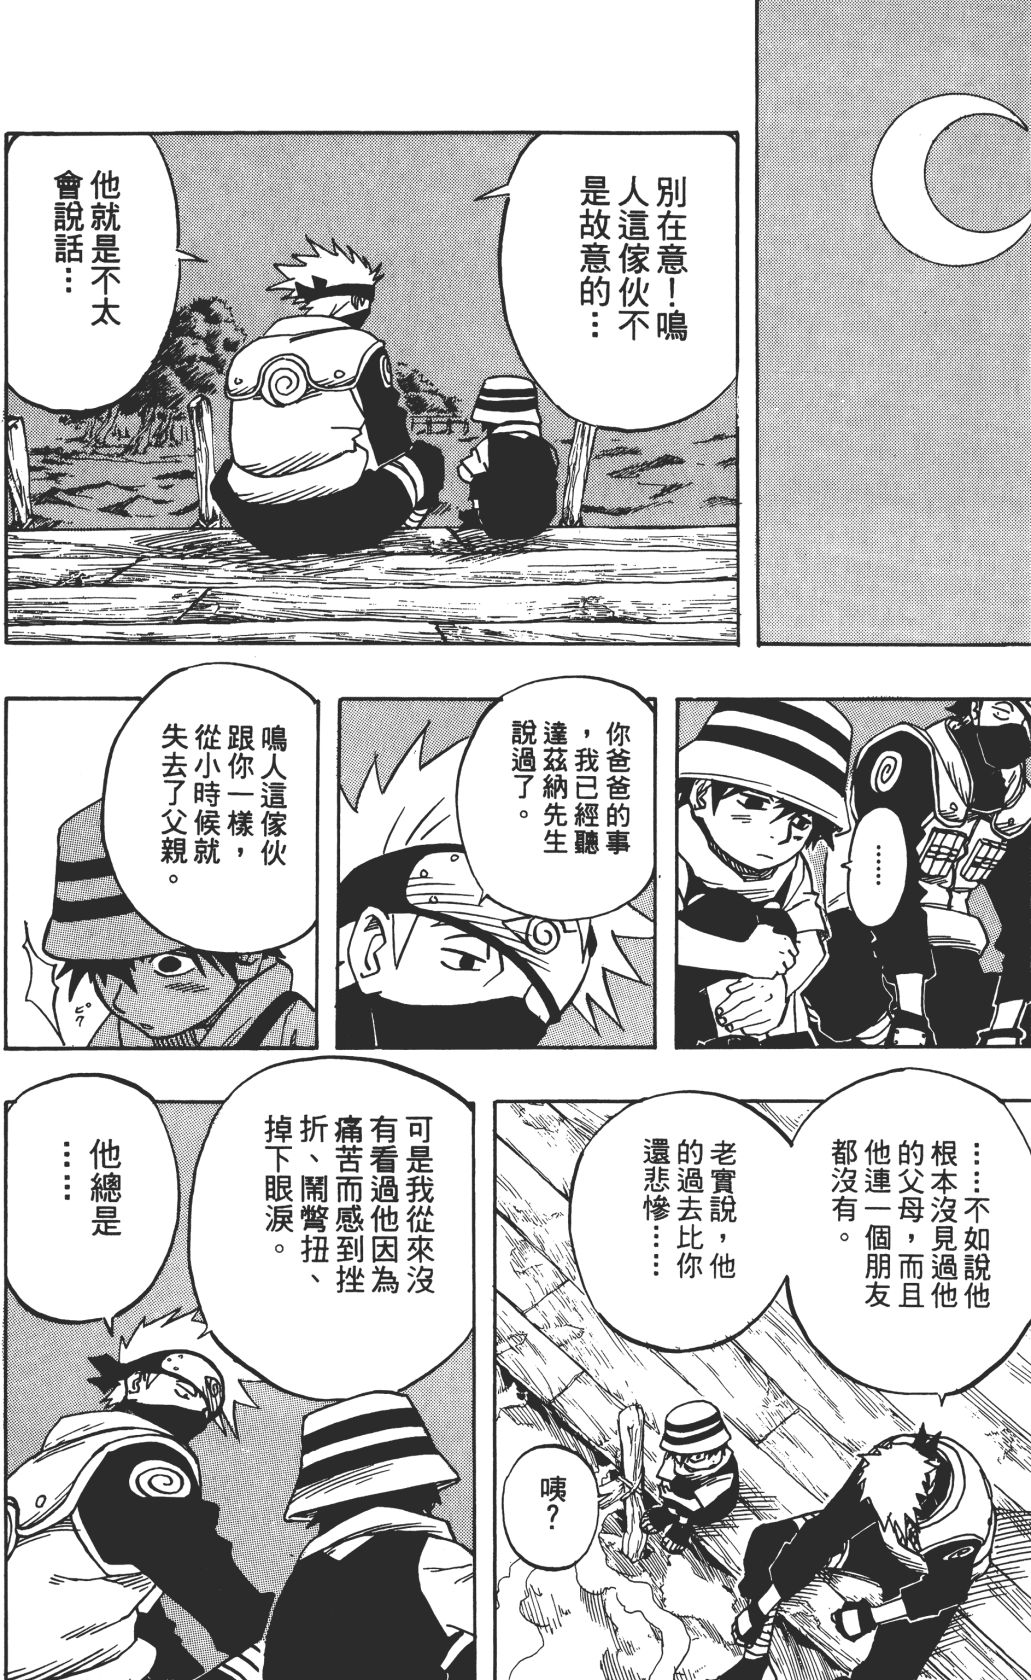 別在意！鳴
人這傢伙不
是故意的…
他就是不太
會說話…
……
你爸爸的事
，我已經聽
達茲納先生
說過了。
鳴人這傢伙
跟你一樣，
從小時候就
失去了父親
。
ピク
……不如說他
根本沒見過他
的父母，而且
他連一個朋友
都沒有。
老實說，他
的過去比你
還悲慘……
咦？
可是我從來沒
有看過他因為
痛苦而感到挫
折、鬧彆扭、
掉下眼淚。
他總是
……